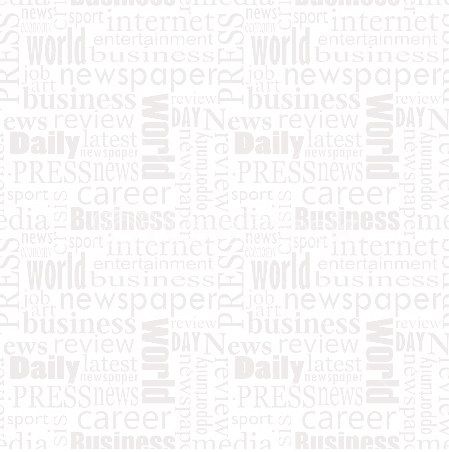 PRESS
news
economy
sport
internet
world
entertainment
business
job
art
newspaper
business
review
world
DAY
News
news
review
Daily
latest
newspaper
newspaper
opportunity
review
PRESS
news
sport
crisis
career
media
Business
PRESS
news
economy
sport
internet
world
entertainment
business
job
art
newspaper
business
review
world
DAY
News
review
Daily
latest
newspaper
newspaper
opportunity
review
PRESS
news
sport
crisis
career
media
Business
PRESS
news
economy
sport
internet
world
entertainment
business
job
art
newspaper
business
review
world
DAY
News
news
review
Daily
latest
newspaper
newspaper
opportunity
review
PRESS
news
sport
career
media
Business
PRESS
news
economy
sport
internet
world
entertainment
business
job
art
newspaper
business
review
world
DAY
News
review
Daily
latest
newspaper
newspaper
opportunity
review
PRESS
news
sport
career
media
Business